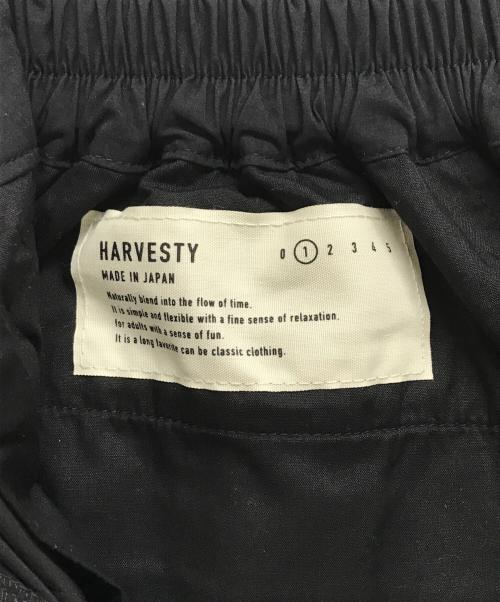 HARVESTY 0 1 2 3 4 5
MADE IN JAPAN
Naturally blend into the flow of time.
It is simple and flexible with a fine sense of relaxation.
for adults with a sense of fun.
It is a long favorite can be classic clothing.